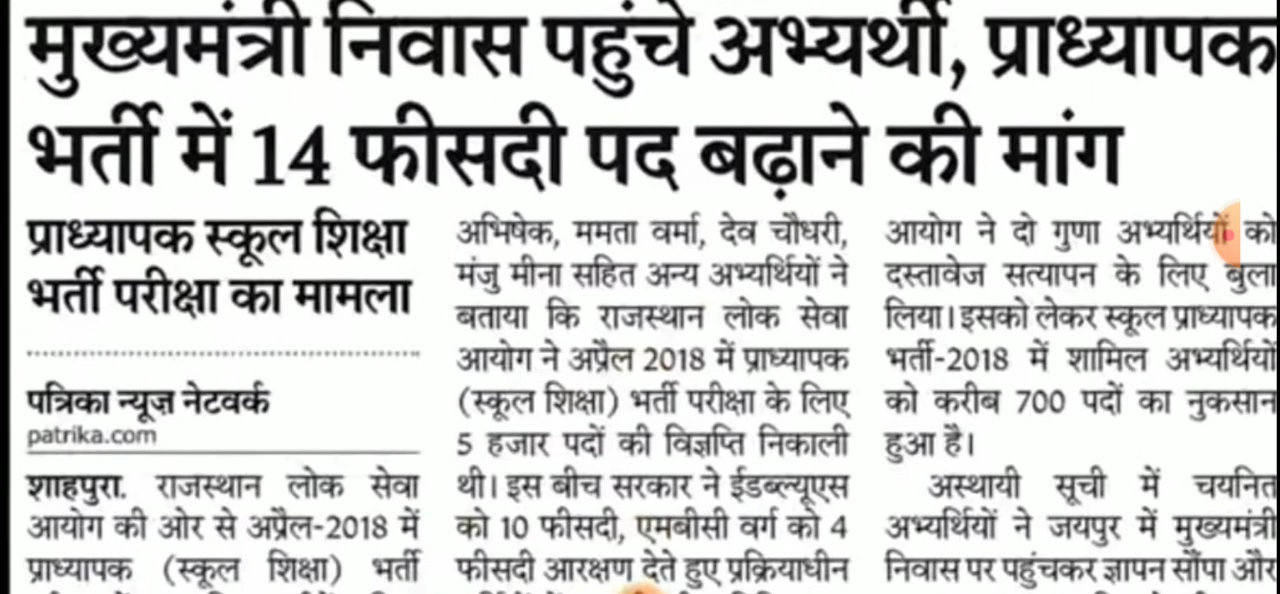 मुख्यमंत्री निवास पहुंचे अभ्यर्थी, प्राध्यापक
भर्ती में 14 फीसदी पद बढ़ाने की मांग
प्राध्यापक स्कूल शिक्षा
भर्ती परीक्षा का मामला
पत्रिका न्यूज़ नेटवर्क
patrika.com
शाहपुरा. राजस्थान लोक सेवा
आयोग की ओर से अप्रैल-2018 में
प्राध्यापक (स्कूल शिक्षा) भर्ती
अभिषेक, ममता वर्मा, देव चौधरी,
मंजु मीना सहित अन्य अभ्यर्थियों ने
बताया कि राजस्थान लोक सेवा
आयोग ने अप्रैल 2018 में प्राध्यापक
(स्कूल शिक्षा) भर्ती परीक्षा के लिए
5 हजार पदों की विज्ञप्ति निकाली
थी। इस बीच सरकार ने ईडब्ल्यूएस
को 10 फीसदी, एमबीसी वर्ग को 4
फीसदी आरक्षण देते हुए प्रक्रियाधीन
आयोग ने दो गुणा अभ्यर्थियों को
दस्तावेज सत्यापन के लिए बुला
लिया। इसको लेकर स्कूल प्राध्यापक
भर्ती-2018 में शामिल अभ्यर्थियों
को करीब 700 पदों का नुकसान
हुआ है।
अस्थायी सूची में चयनित
अभ्यर्थियों ने जयपुर में मुख्यमंत्री
निवास पर पहुंचकर ज्ञापन सौंपा और